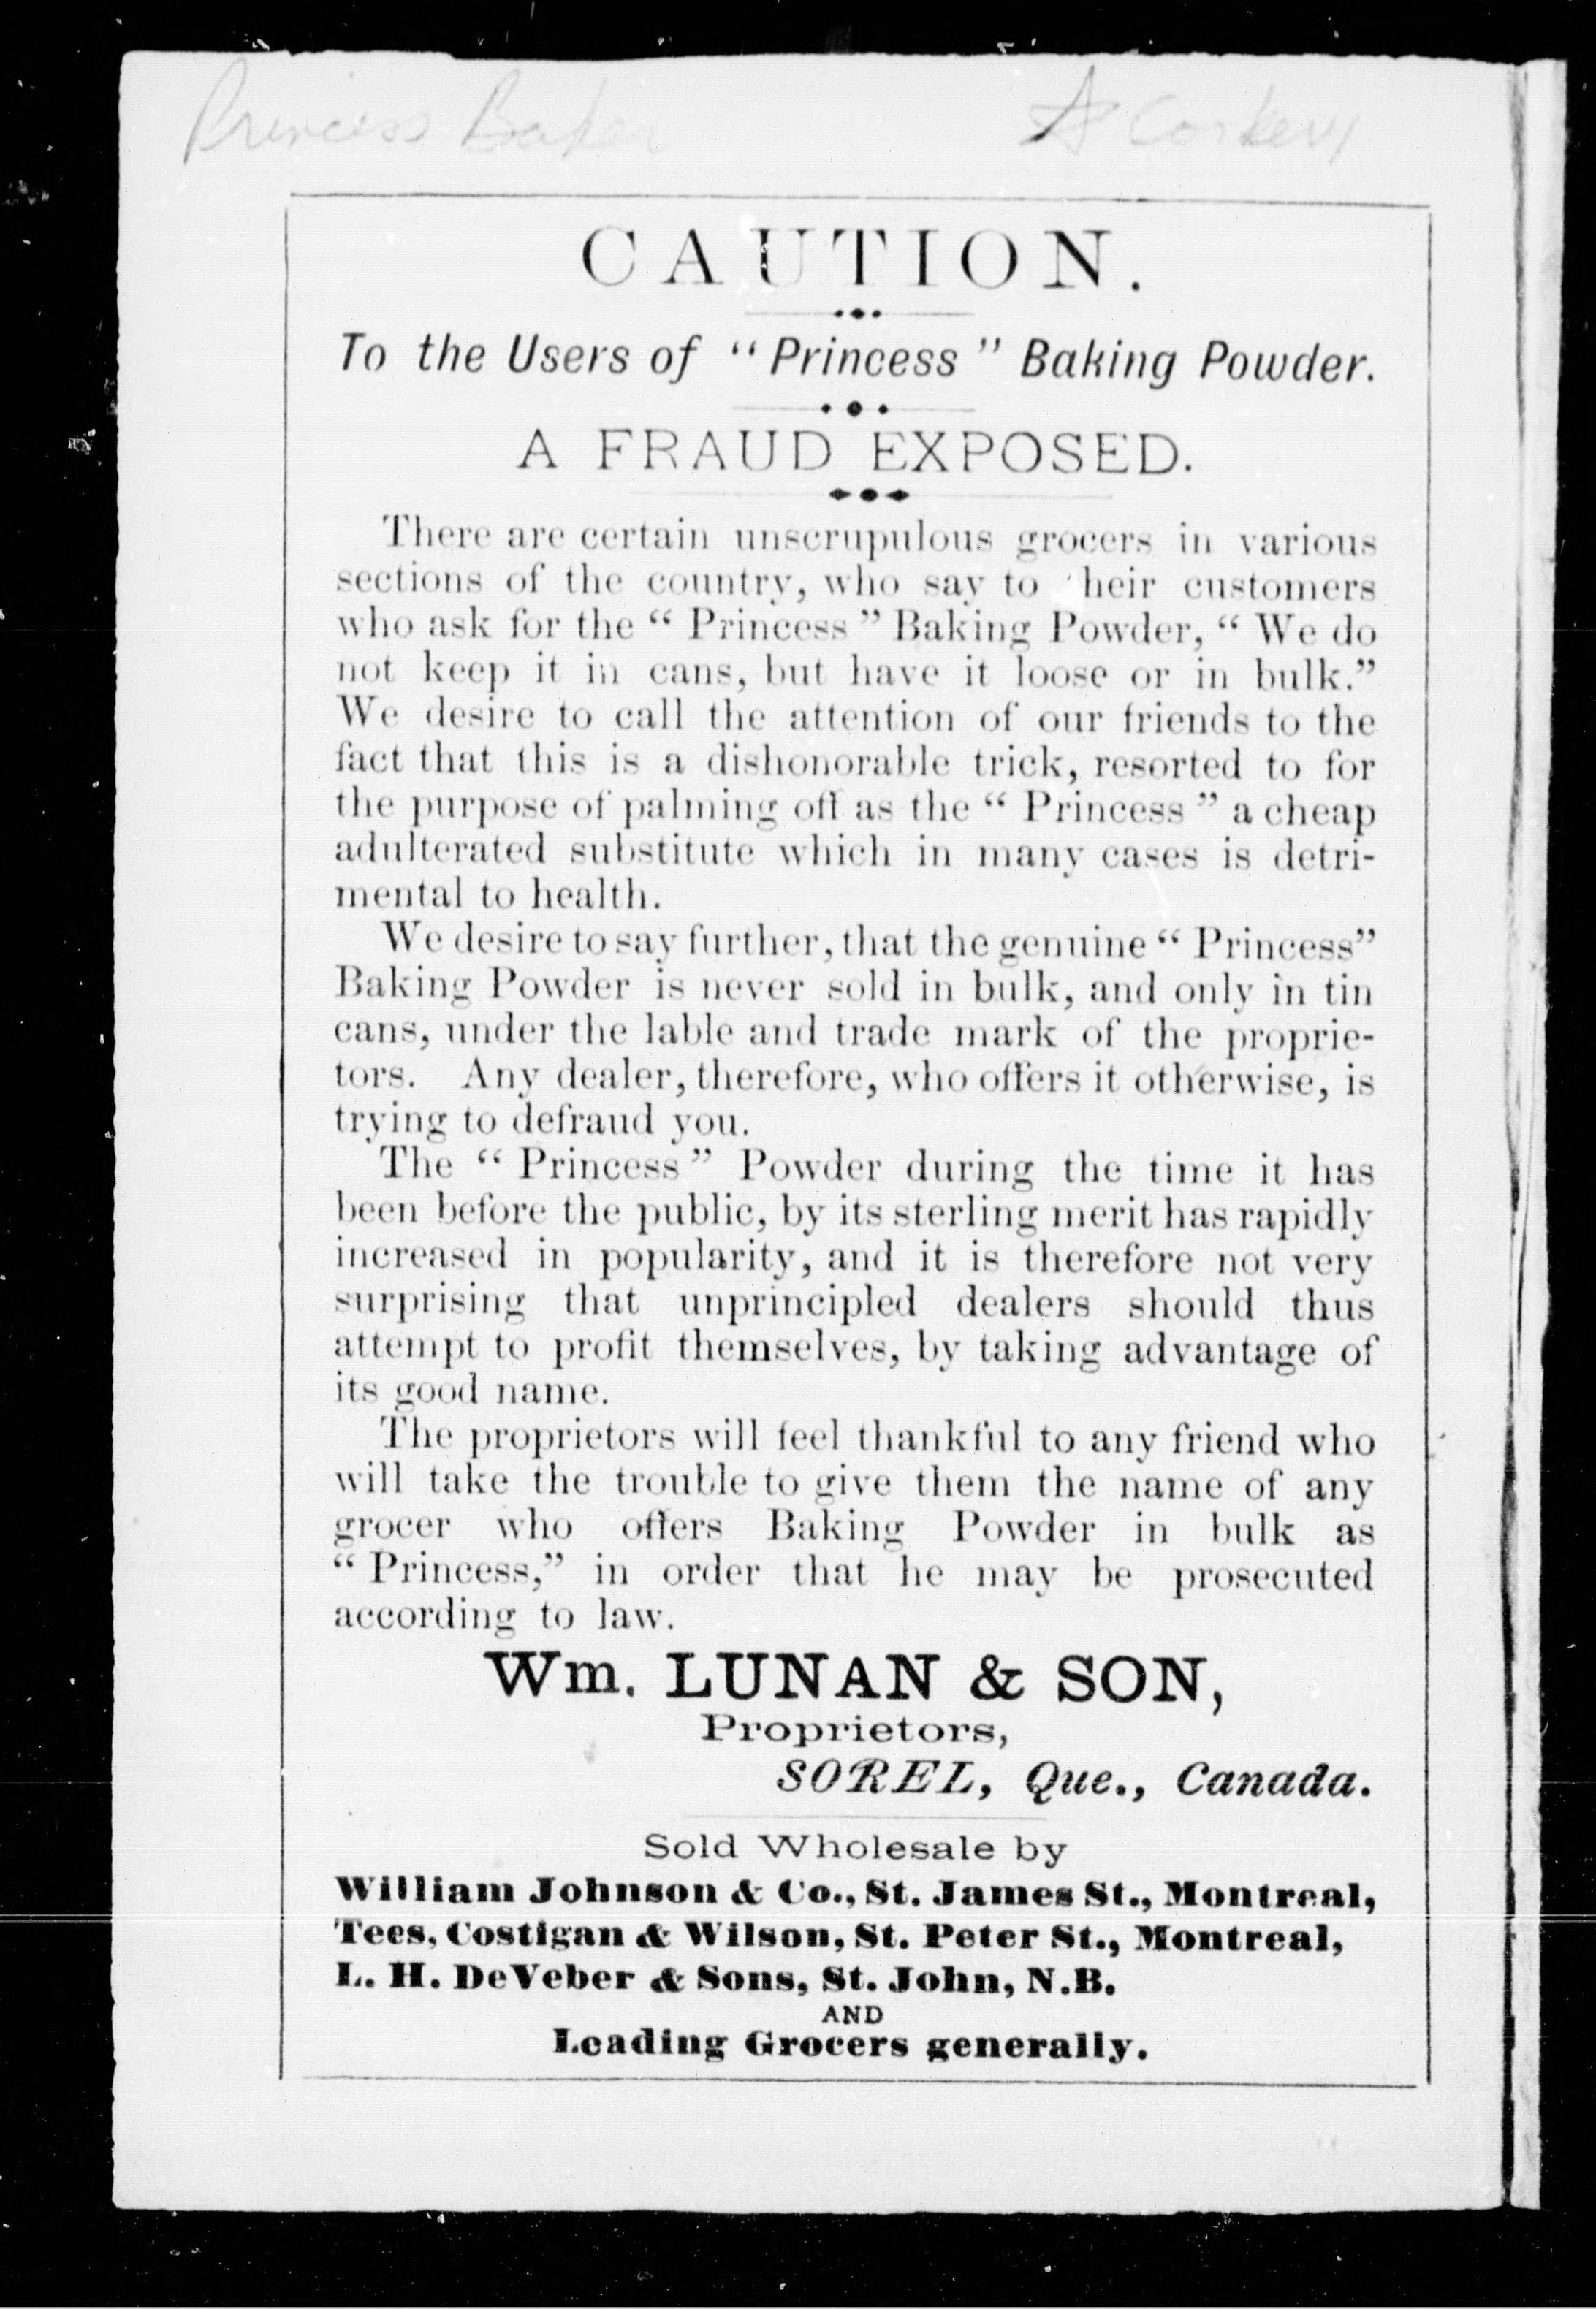 Princess Baker
CAUTION.
To the Users of "Princess" Baking Powder.
A FRAUD EXPOSED.
There are certain unscrupulous grocers in various
sections of the country, who say to heir customers
who ask for the "Princess" Baking Powder, "We do
not keep it in cans, but have it loose or in bulk."
We desire to call the attention of our friends to the
fact that this is a dishonorable trick, resorted to for
the purpose of palming off as the "Princess" a cheap
adulterated substitute which in many cases is detri-
mental to health.
We desire to say further, that the genuine "Princess"
Baking Powder is never sold in bulk, and only in tin
cans, under the lable and trade mark of the proprie-
tors. Any dealer, therefore, who offers it otherwise, is
trying to defraud you.
The "Princess" Powder during the time it has
been before the public, by its sterling merit has rapidly
increased in popularity, and it is therefore not very
surprising that unprincipled dealers should thus
attempt to profit themselves, by taking advantage of
its good name.
The proprietors will feel thankful to any friend who
will take the trouble to give them the name of any
grocer who offers Baking Powder in bulk as
"Princess," in order that he may be prosecuted
according to law.
Wm. LUNAN & SON,
Proprietors,
SOREL, Que., Canada.
Sold Wholesale by
William Johnson & Co., St. James St., Montreal,
Tees, Costigan & Wilson, St. Peter St., Montreal,
L. H. DeVeber & Sons, St. John, N.B.
AND
Leading Grocers generally.